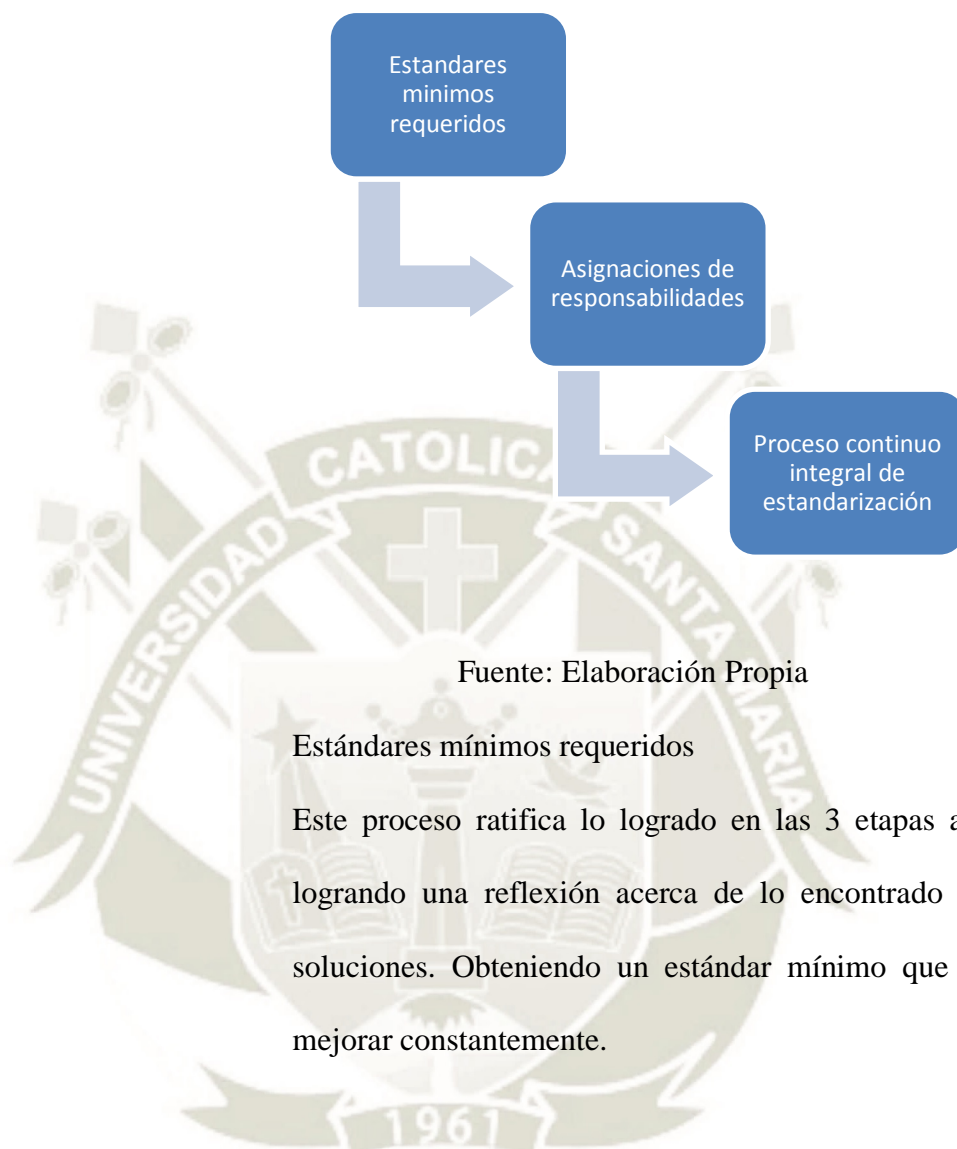 Estandares
minimos
requeridos
Asignaciones de
responsabilidades
Proceso continuo
integral de
estandarización
UNIVERSIDAD CATOLICA SANTA MARIA
Fuente: Elaboración Propia
Estándares mínimos requeridos
Este proceso ratifica lo logrado en las 3 etapas
logrando una reflexión acerca de lo encontrado
soluciones. Obteniendo un estándar mínimo que
mejorar constantemente.
1961